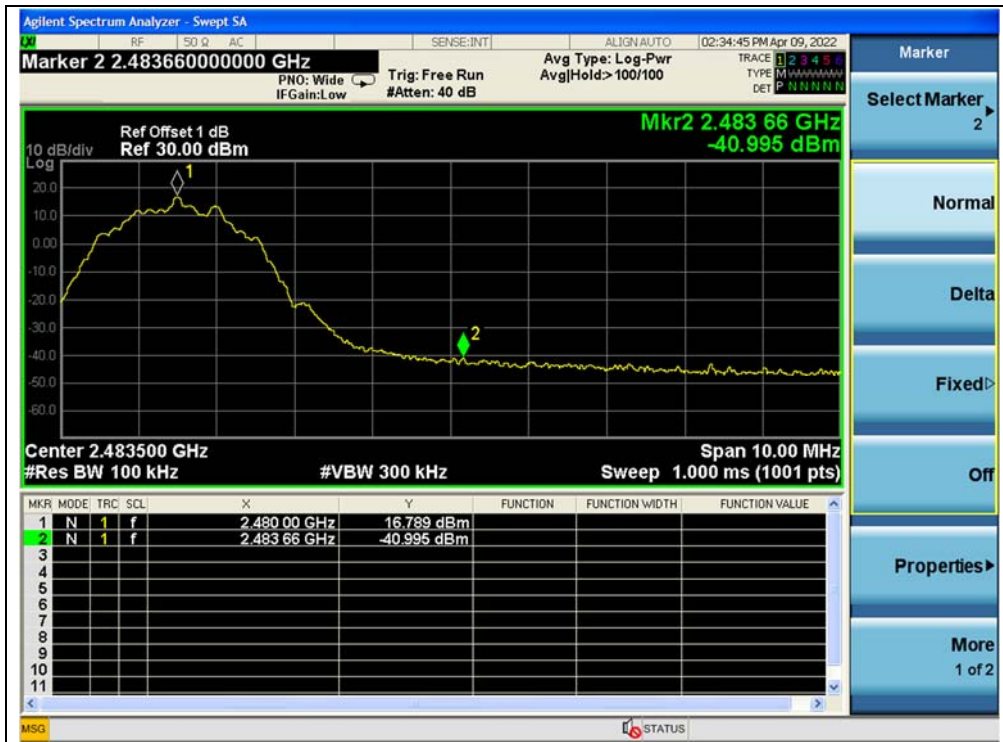 Agilent Spectrum Analyzer - Swept SA
RF 50 Ω AC SENSE:INT ALIGN AUTO 02:34:45 PM Apr 09, 2022
Marker 2 2.483660000000 GHz
PNO: Wide
IFGain:Low
Trig: Free Run
#Atten: 40 dB
Avg Type: Log-Pwr
Avg|Hold:> 100/100
TRACE 1 2 3 4 5 6
TYPE M
DET P N N N N N
Mkr2 2.483 66 GHz
-40.995 dBm
Ref Offset 1 dB
10 dB/div Ref 30.00 dBm
Log
1
20.0
10.0
0.00
-10.0
-20.0
-30.0
2
-40.0
-50.0
-60.0
Center 2.483500 GHz Span 10.00 MHz
#Res BW 100 kHz #VBW 300 kHz Sweep 1.000 ms (1001 pts)
MKR MODE TRC SCL X Y FUNCTION FUNCTION WIDTH FUNCTION VALUE
1 N 1 f 2.480 00 GHz 16.789 dBm
2 N 1 f 2.483 66 GHz -40.995 dBm
3
4
5
6
7
8
9
10
11
MSG STATUS
Marker
Select Marker
2
Normal
Delta
Fixed
Off
Properties
More
1 of 2